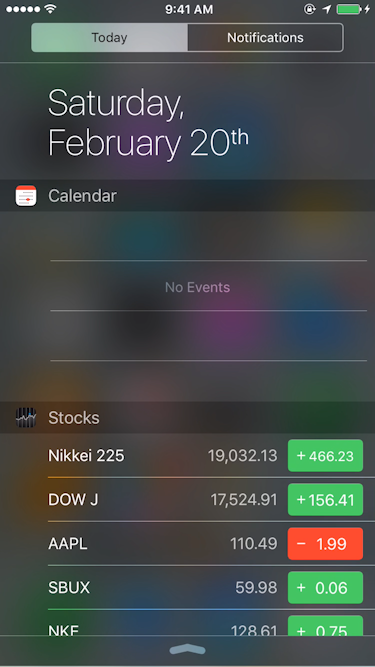 9:41 AM
Today
Notifications
Saturday,
February 20th
Calendar
No Events
Stocks
Nikkei 225 19,032.13 + 466.23
DOW J 17,524.91 +156.41
AAPL 110.49 − 1.99
SBUX 59.98 + 0.06
NKE 128.61 + 0.75